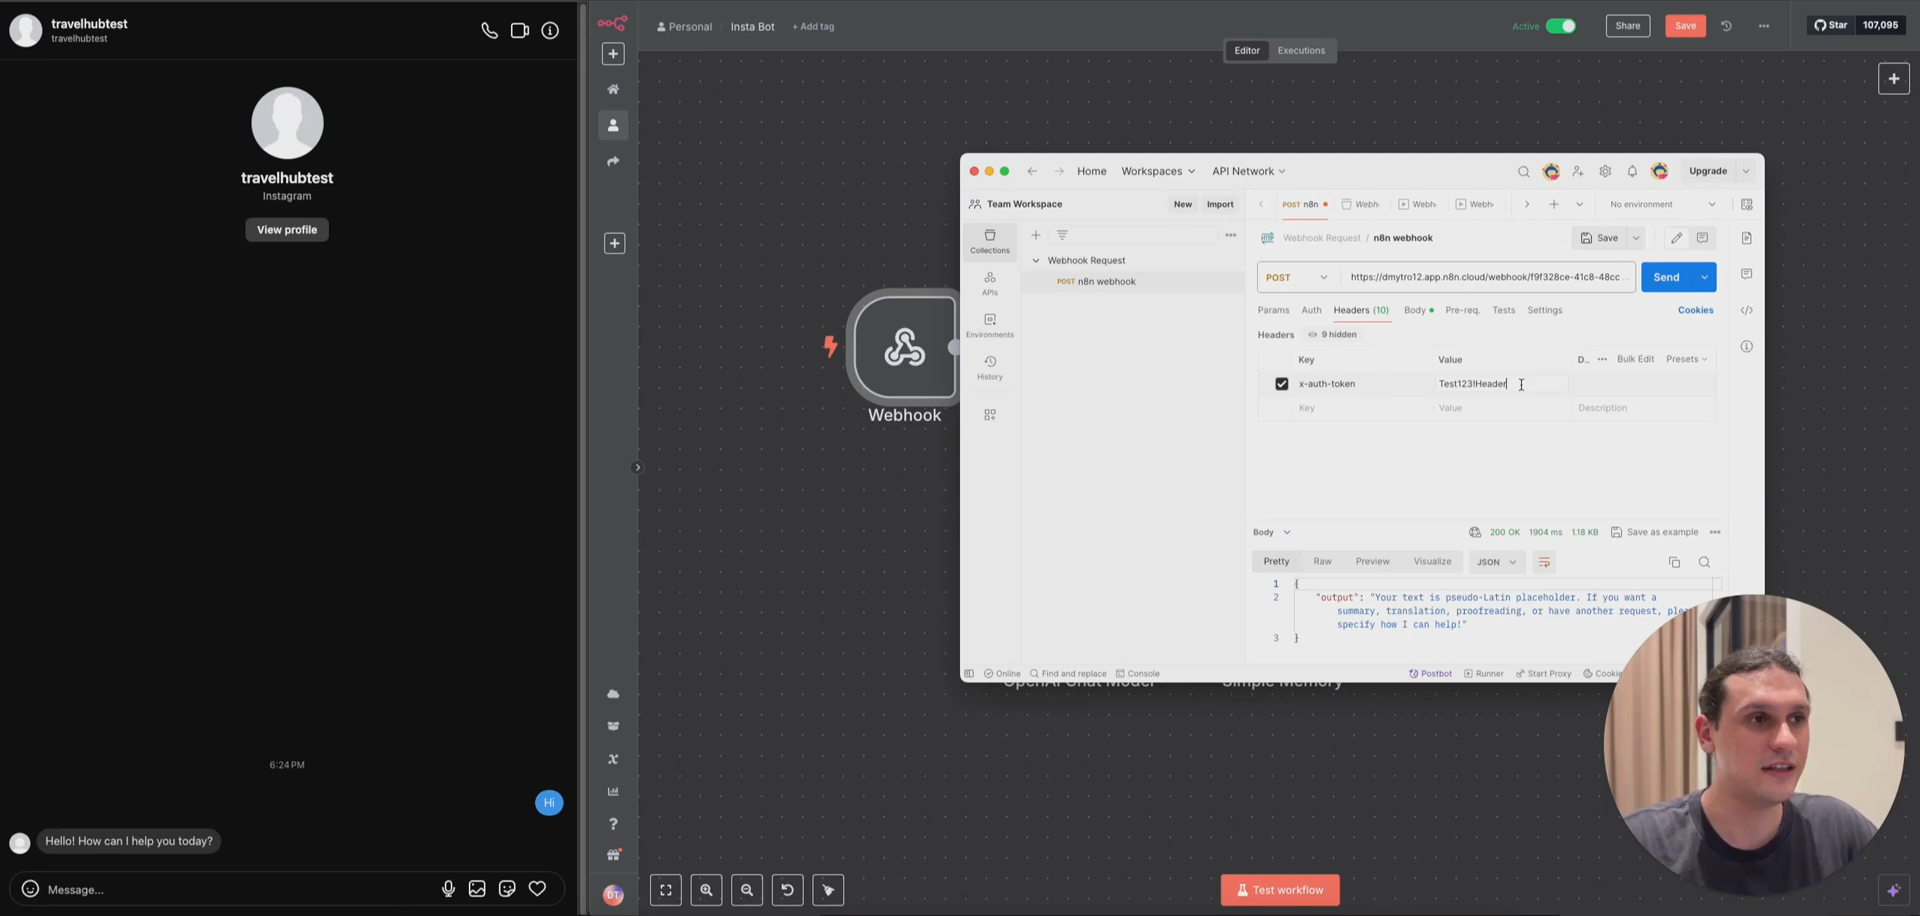 travelhubtest
travelhubtest
travelhubtest
Instagram
View profile
6:24 PM
Hi
Hello! How can I help you today?
Message...
Personal
Insta Bot
+ Add tag
Active
Share
Save
Star
107,095
Editor
Executions
Webhook
Home
Workspaces
API Network
Upgrade
Team Workspace
New
Import
POST n8n
Webh
Webh
Webh
No environment
Collections
APIs
Environments
History
Webhook Request
POST n8n webhook
Webhook Request / n8n webhook
Save
POST
https://dmytro12.app.n8n.cloud/webhook/f9f328ce-41c8-48cc
Send
Params
Auth
Headers (10)
Body
Pre-req.
Tests
Settings
Cookies
Headers
9 hidden
Key
Value
D..
Bulk Edit
Presets
x-auth-token
Test123!Header
Key
Value
Description
Body
200 OK
1904 ms
1.18 KB
Save as example
Pretty
Raw
Preview
Visualize
JSON
1 {
2 "output": "Your text is pseudo-Latin placeholder. If you want a
summary, translation, proofreading, or have another request,
specify how I can help!"
3 }
Online
Find and replace
Console
Postbot
Runner
Start Proxy
OpenAI Chat Model
Simple Memory
Test workflow
DT